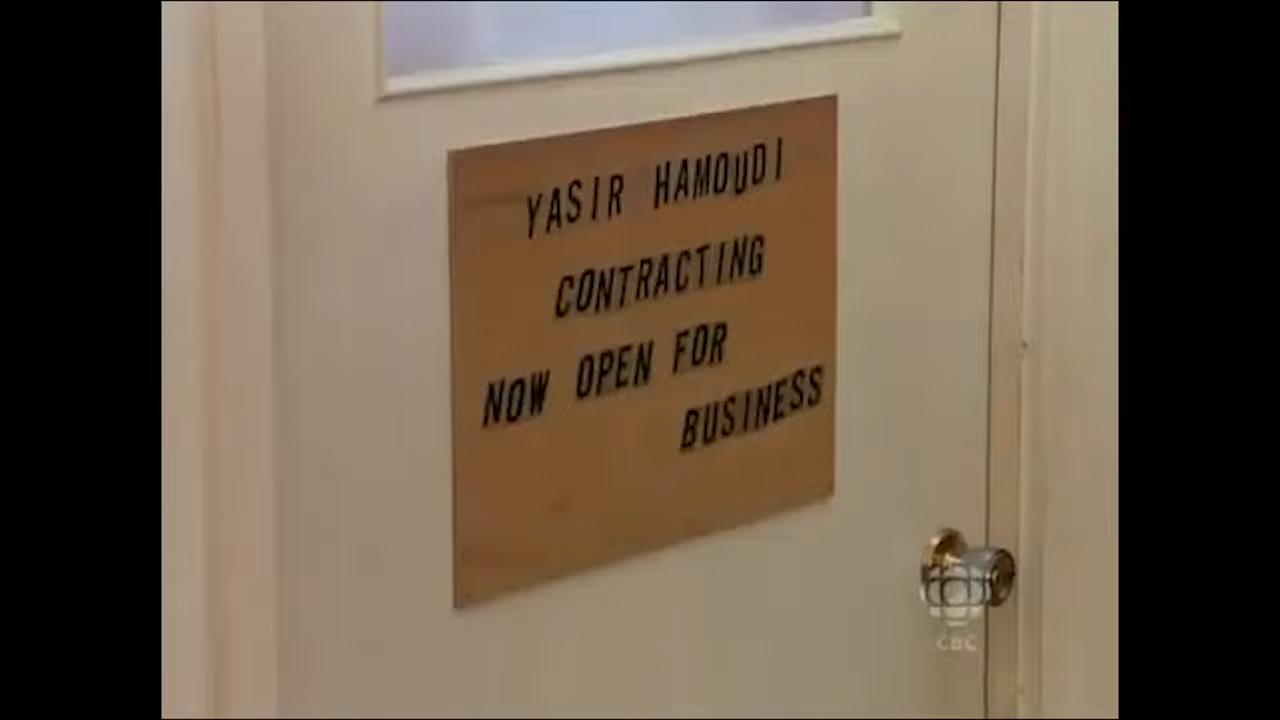 YASIR HAMOUDI
CONTRACTING
NOW OPEN FOR
BUSINESS
CBC